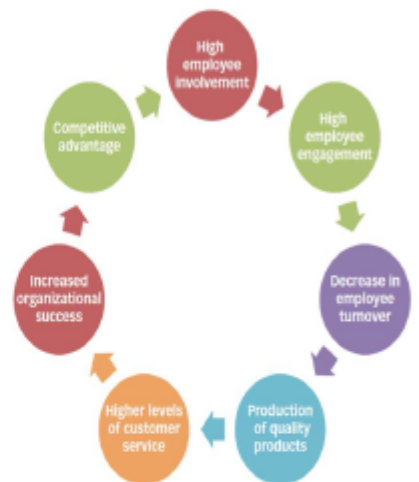 High
employee
involvement
High
employee
engagement
Decrease in
employee
turnover
Production
of quality
products
Higher levels
of customer
service
Increased
organizational
success
Competitive
advantage